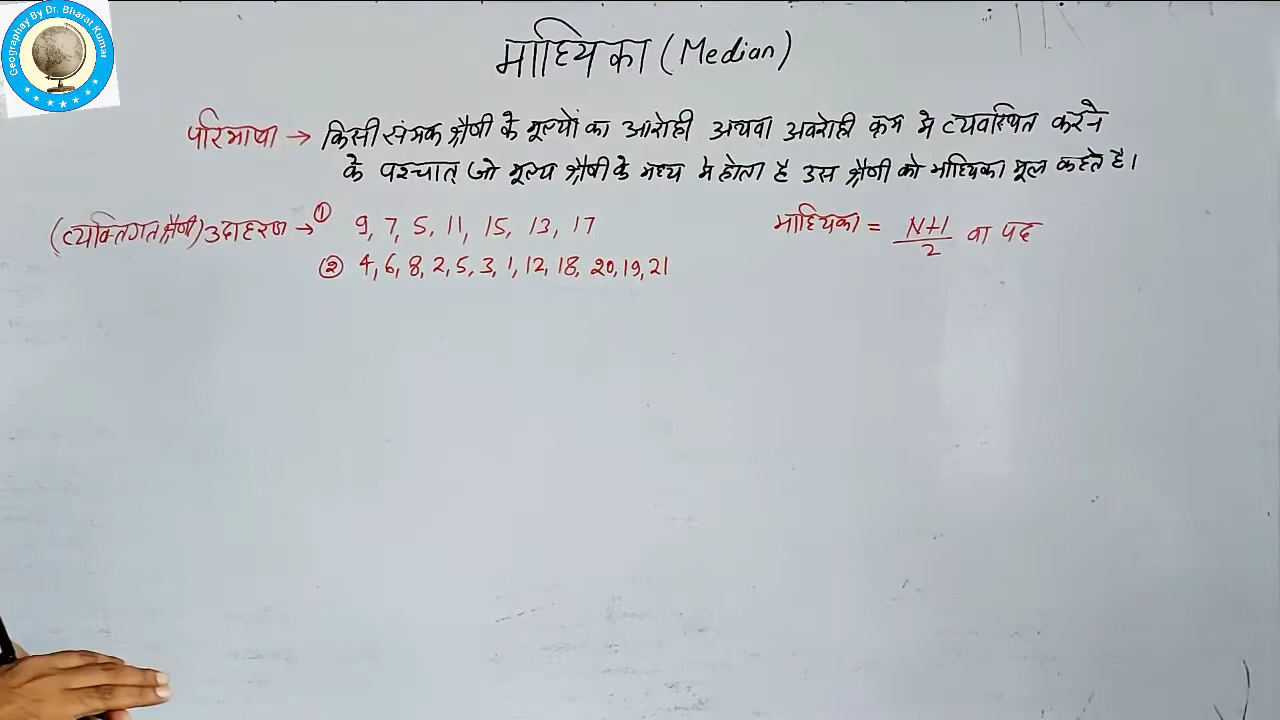 Geographay By Dr. Bharat Kumar
माध्यिका (Median)
परिभाषा → किसी संमक श्रैणी के मूल्यों का आरोही अथवा अवरोही क्रम मे व्यवस्थित करने
के पश्चात् जो मूल्य श्रैणी के मध्य मे होता है उस श्रैणी को माध्यिका मूल कहते है।
(व्यक्तिगत श्रैणी) उदाहरण → ① 9, 7, 5, 11, 15, 13, 17
माध्यिका = N+1/2 वा पद
② 4, 6, 8, 2, 5, 3, 1, 12, 18, 20, 19, 21